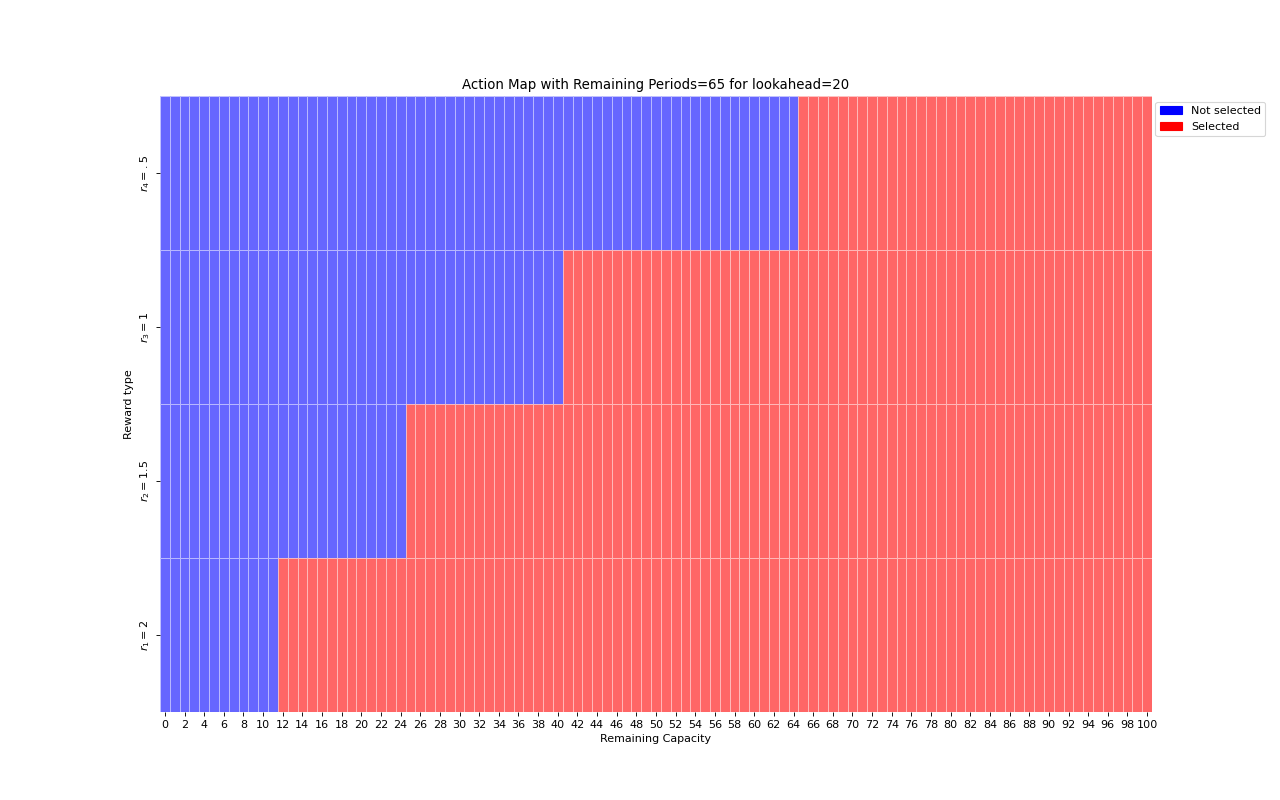 Action Map with Remaining Periods=65 for lookahead=20
Not selected
Selected
r₄ = .5
r₃ = 1
r₂ = 1.5
r₁ = 2
Reward type
0 2 4 6 8 10 12 14 16 18 20 22 24 26 28 30 32 34 36 38 40 42 44 46 48 50 52 54 56 58 60 62 64 66 68 70 72 74 76 78 80 82 84 86 88 90 92 94 96 98 100
Remaining Capacity